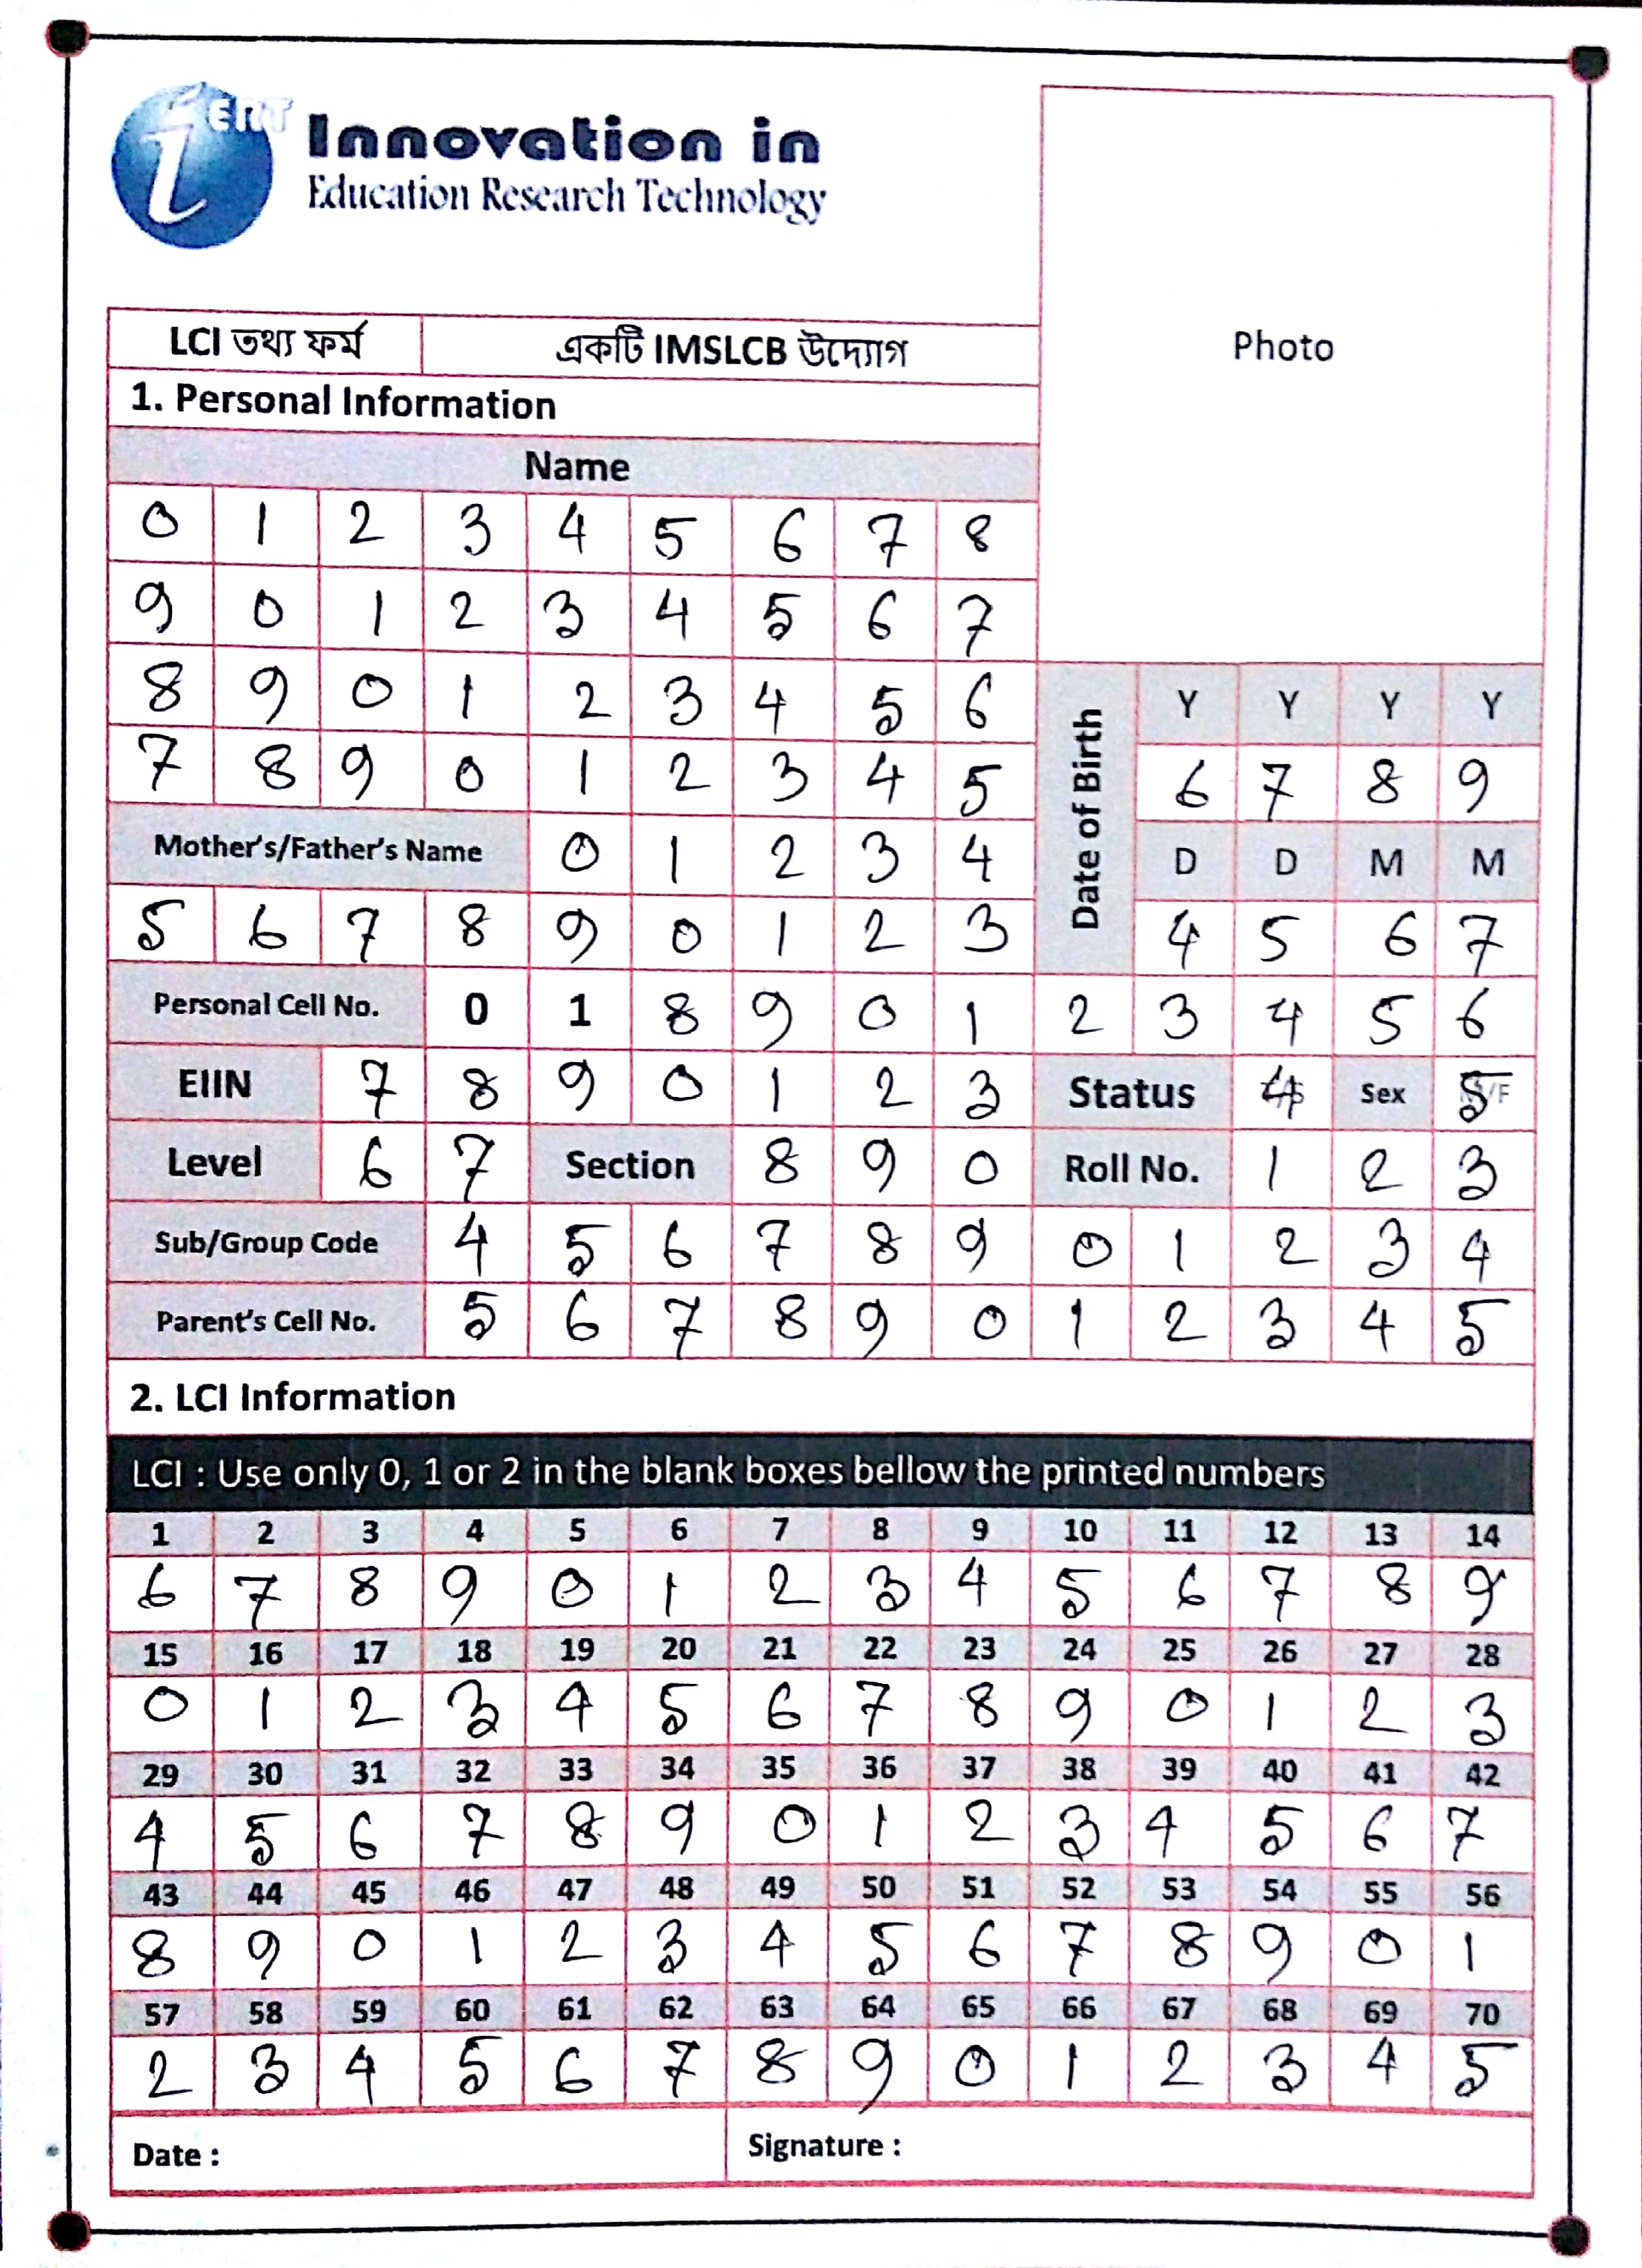 iERT Innovation in
Education Research Technology
Photo
LCI তথ্য ফর্ম একটি IMSLCB উদ্যোগ
1. Personal Information
Name
0 1 2 3 4 5 6 7 8
9 0 1 2 3 4 5 6 7
8 9 0 1 2 3 4 5 6
7 8 9 0 1 2 3 4 5
Date of Birth
Y Y Y Y
6 7 8 9
D D M M
4 5 6 7
Mother's/Father's Name 0 1 2 3 4
5 6 7 8 9 0 1 2 3
Personal Cell No. 0 1 8 9 0 1 2 3 4 5 6
EIIN 7 8 9 0 1 2 3 Status 4 Sex 5 /F
Level 6 7 Section 8 9 0 Roll No. 1 2 3
Sub/Group Code 4 5 6 7 8 9 0 1 2 3 4
Parent's Cell No. 5 6 7 8 9 0 1 2 3 4 5
2. LCI Information
LCI : Use only 0, 1 or 2 in the blank boxes bellow the printed numbers
1 2 3 4 5 6 7 8 9 10 11 12 13 14
6 7 8 9 0 1 2 3 4 5 6 7 8 9
15 16 17 18 19 20 21 22 23 24 25 26 27 28
0 1 2 3 4 5 6 7 8 9 0 1 2 3
29 30 31 32 33 34 35 36 37 38 39 40 41 42
4 5 6 7 8 9 0 1 2 3 4 5 6 7
43 44 45 46 47 48 49 50 51 52 53 54 55 56
8 9 0 1 2 3 4 5 6 7 8 9 0 1
57 58 59 60 61 62 63 64 65 66 67 68 69 70
2 3 4 5 6 7 8 9 0 1 2 3 4 5
Date : Signature :